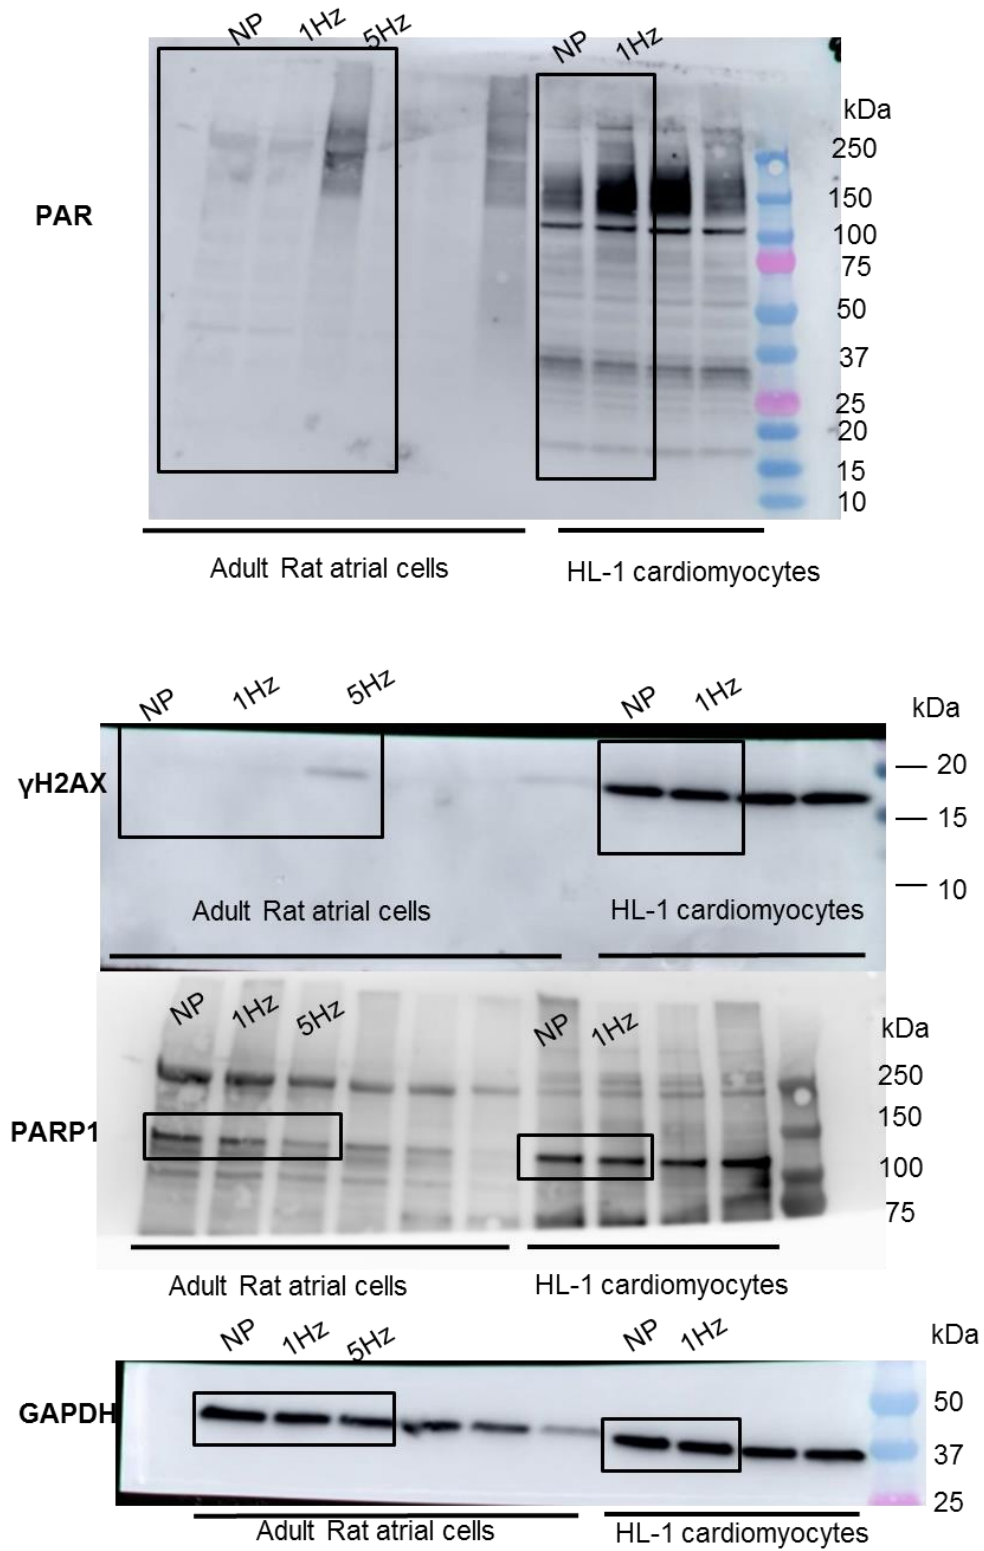 NP 1Hz 5Hz NP 1Hz
kDa
250
PAR 150
100
75
50
37
25
20
15
10
Adult Rat atrial cells HL-1 cardiomyocytes
NP 1Hz 5Hz NP 1Hz kDa
γH2AX 20
15
10
Adult Rat atrial cells HL-1 cardiomyocytes
NP 1Hz 5Hz NP 1Hz kDa
250
PARP1 150
100
75
Adult Rat atrial cells HL-1 cardiomyocytes
NP 1Hz 5Hz NP 1Hz kDa
GAPDH 50
37
25
Adult Rat atrial cells HL-1 cardiomyocytes